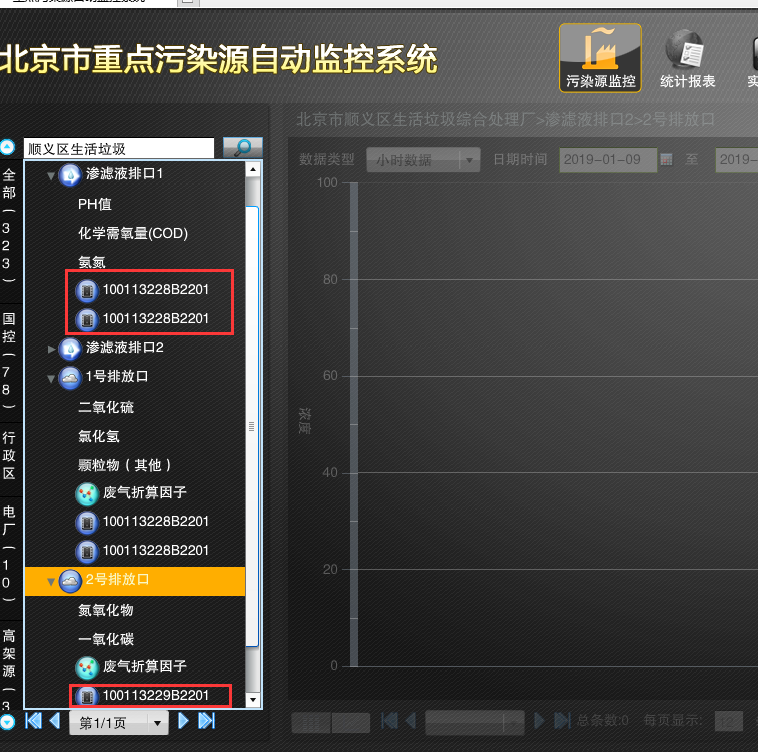 北京市重点污染源自动监控系统
污染源监控
统计报表
实
北京市顺义区生活垃圾综合处理厂>渗滤液排口2>2号排放口
顺义区生活垃圾
数据类型
小时数据
日期时间
2019-01-09
至
2019-
全部(323)
国控(78)
行政区
电厂(10)
高架源(3
渗滤液排口1
PH值
化学需氧量(COD)
氨氮
100113228B2201
100113228B2201
渗滤液排口2
1号排放口
二氧化硫
氯化氢
颗粒物（其他）
废气折算因子
100113228B2201
100113228B2201
2号排放口
氮氧化物
一氧化碳
废气折算因子
100113229B2201
第1/1页
100
80
60
40
20
0
浓度
总条数:0
每页显示:
12